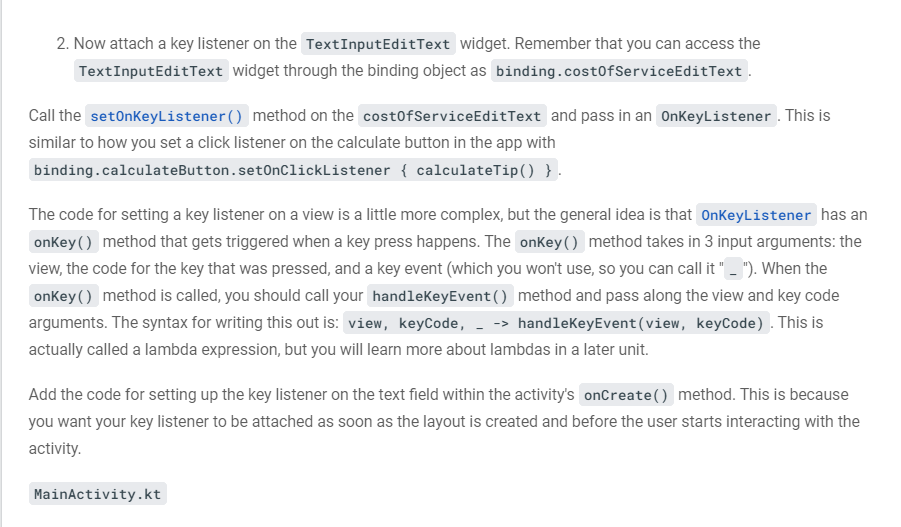 2. Now attach a key listener on the TextInputEditText widget. Remember that you can access the
TextInputEditText widget through the binding object as binding.costOfServiceEditText.
Call the setOnKeyListener() method on the costOfServiceEditText and pass in an OnKeyListener. This is
similar to how you set a click listener on the calculate button in the app with
binding.calculateButton.setOnClickListener { calculateTip() }.
The code for setting a key listener on a view is a little more complex, but the general idea is that OnKeyListener has an
onKey() method that gets triggered when a key press happens. The onKey() method takes in 3 input arguments: the
view, the code for the key that was pressed, and a key event (which you won't use, so you can call it "_"). When the
onKey() method is called, you should call your handleKeyEvent() method and pass along the view and key code
arguments. The syntax for writing this out is: view, keyCode, _ -> handleKeyEvent(view, keyCode). This is
actually called a lambda expression, but you will learn more about lambdas in a later unit.
Add the code for setting up the key listener on the text field within the activity's onCreate() method. This is because
you want your key listener to be attached as soon as the layout is created and before the user starts interacting with the
activity.
MainActivity.kt